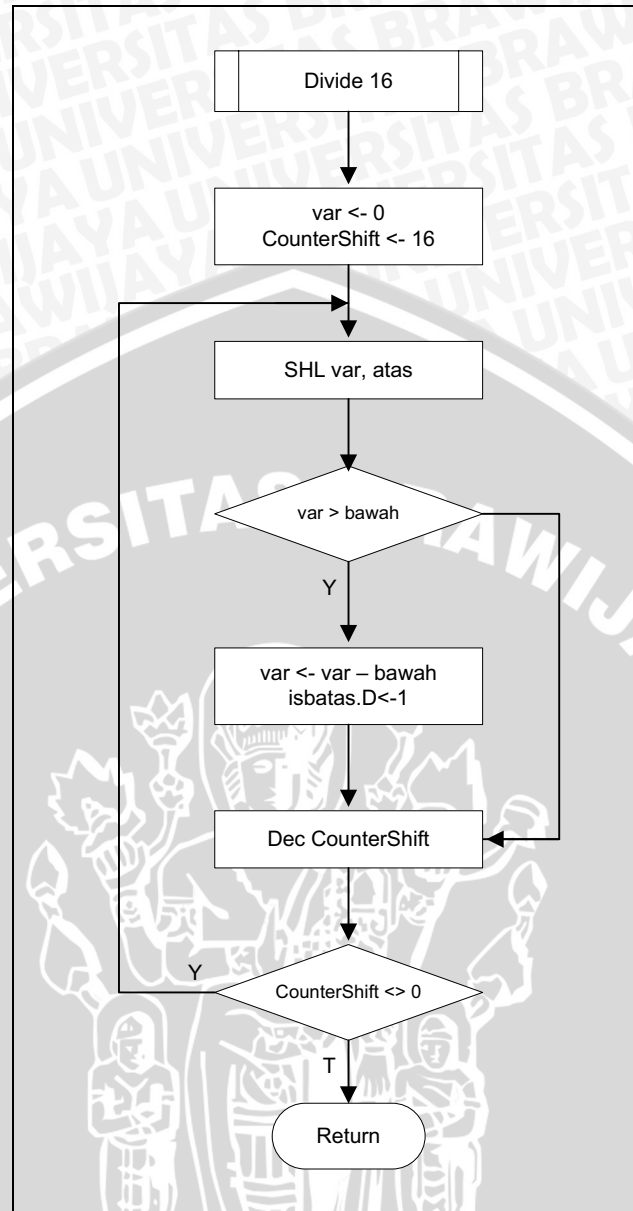 Divide 16
var <- 0
CounterShift <- 16
SHL var, atas
var > bawah
Y
var <- var – bawah
isbatas.D<-1
Dec CounterShift
Y
CounterShift <> 0
T
Return